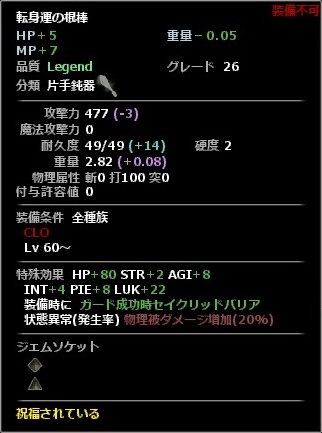 転身運の棍棒
装備不可
HP+5 重量-0.05
MP+7
品質 Legend グレード 26
分類 片手鈍器
攻撃力 477 (-3)
魔法攻撃力 0
耐久度 49/49 (+14) 硬度 2
重量 2.82 (+0.08)
物理属性 斬0 打100 突0
付与許容値 0
装備条件 全種族
CLO
Lv 60～
特殊効果 HP+80 STR+2 AGI+8
INT+4 PIE+8 LUK+22
装備時に ガード成功時セイクリッドバリア
状態異常(発生率) 物理被ダメージ増加(20%)
ジェムソケット
祝福されている